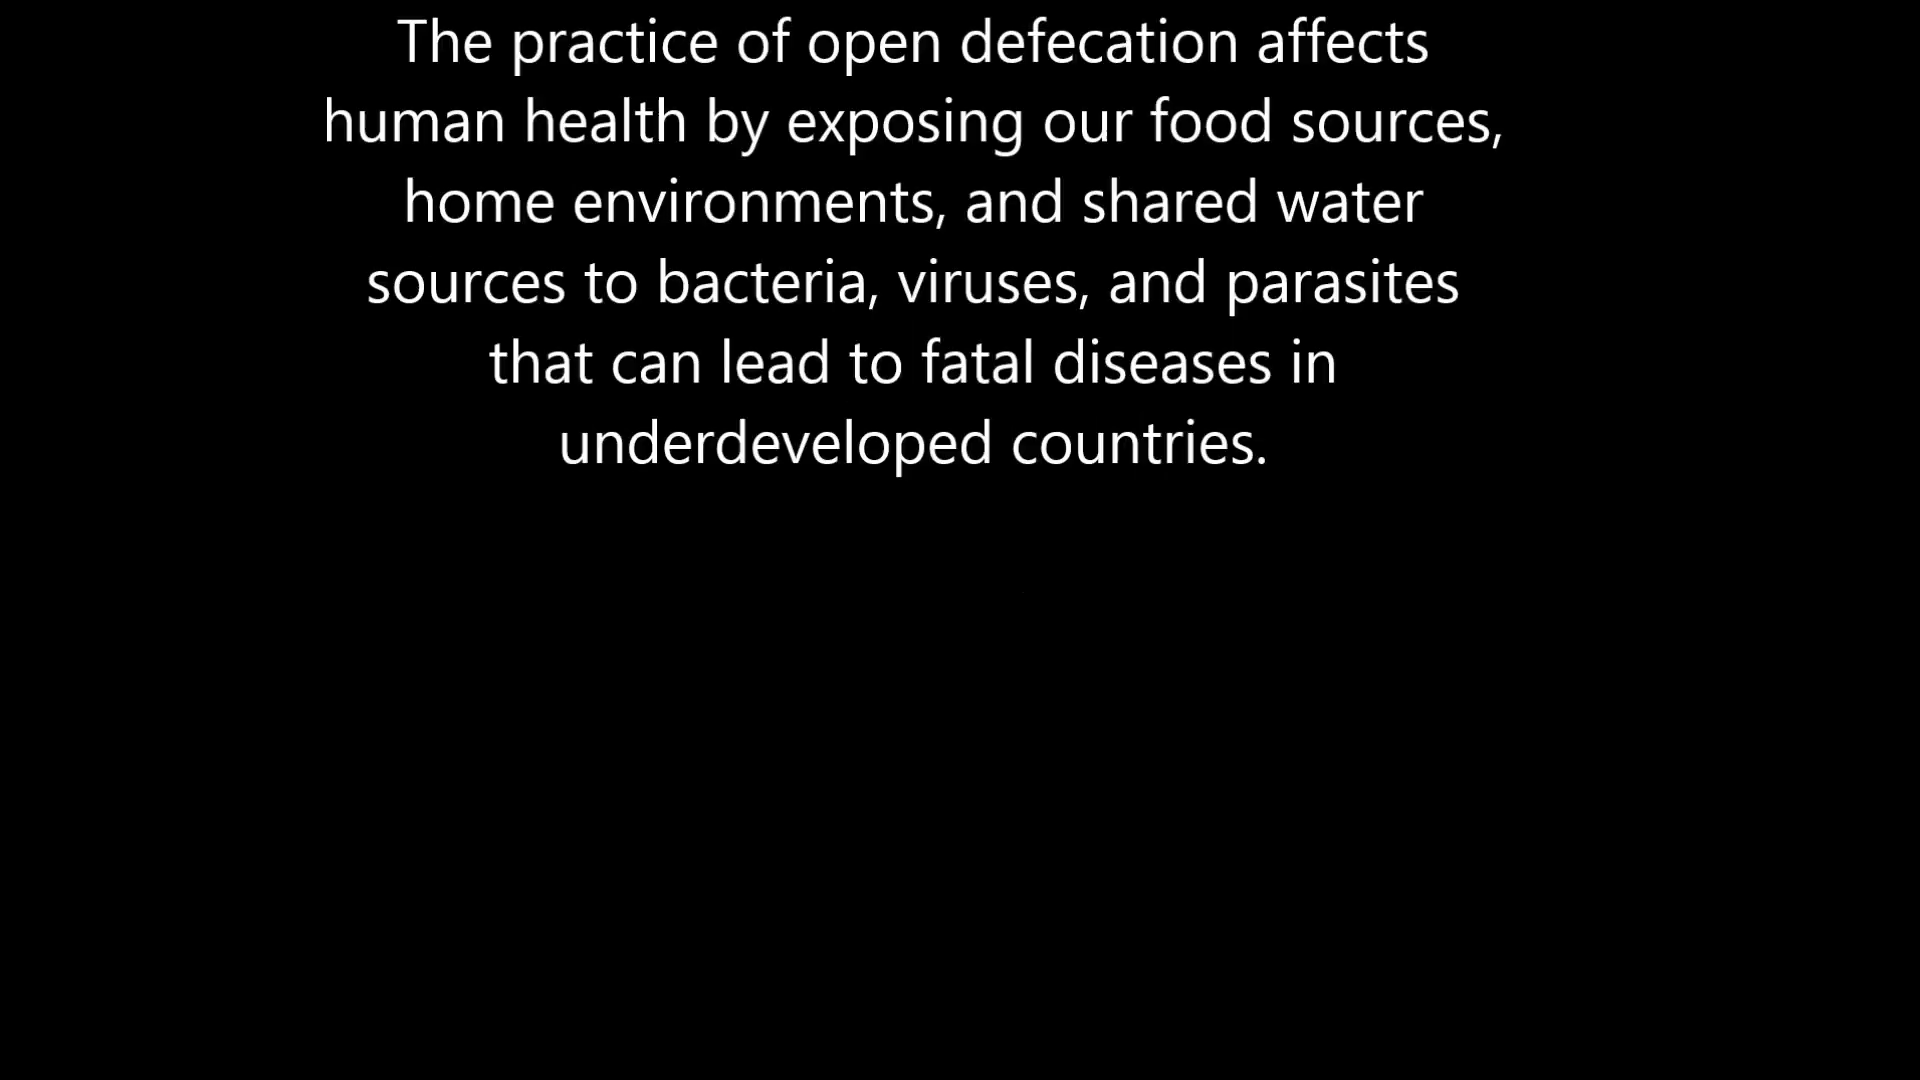 The practice of open defecation affects
human health by exposing our food sources,
home environments, and shared water
sources to bacteria, viruses, and parasites
that can lead to fatal diseases in
underdeveloped countries.